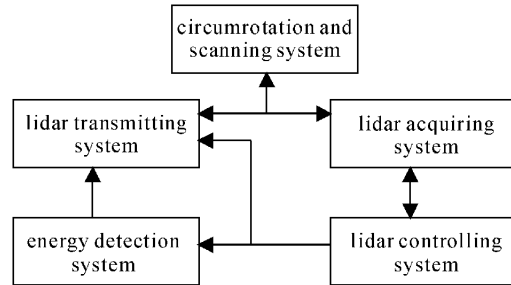 circumrotation and
scanning system
lidar transmitting
system
lidar acquiring
system
energy detection
system
lidar controlling
system